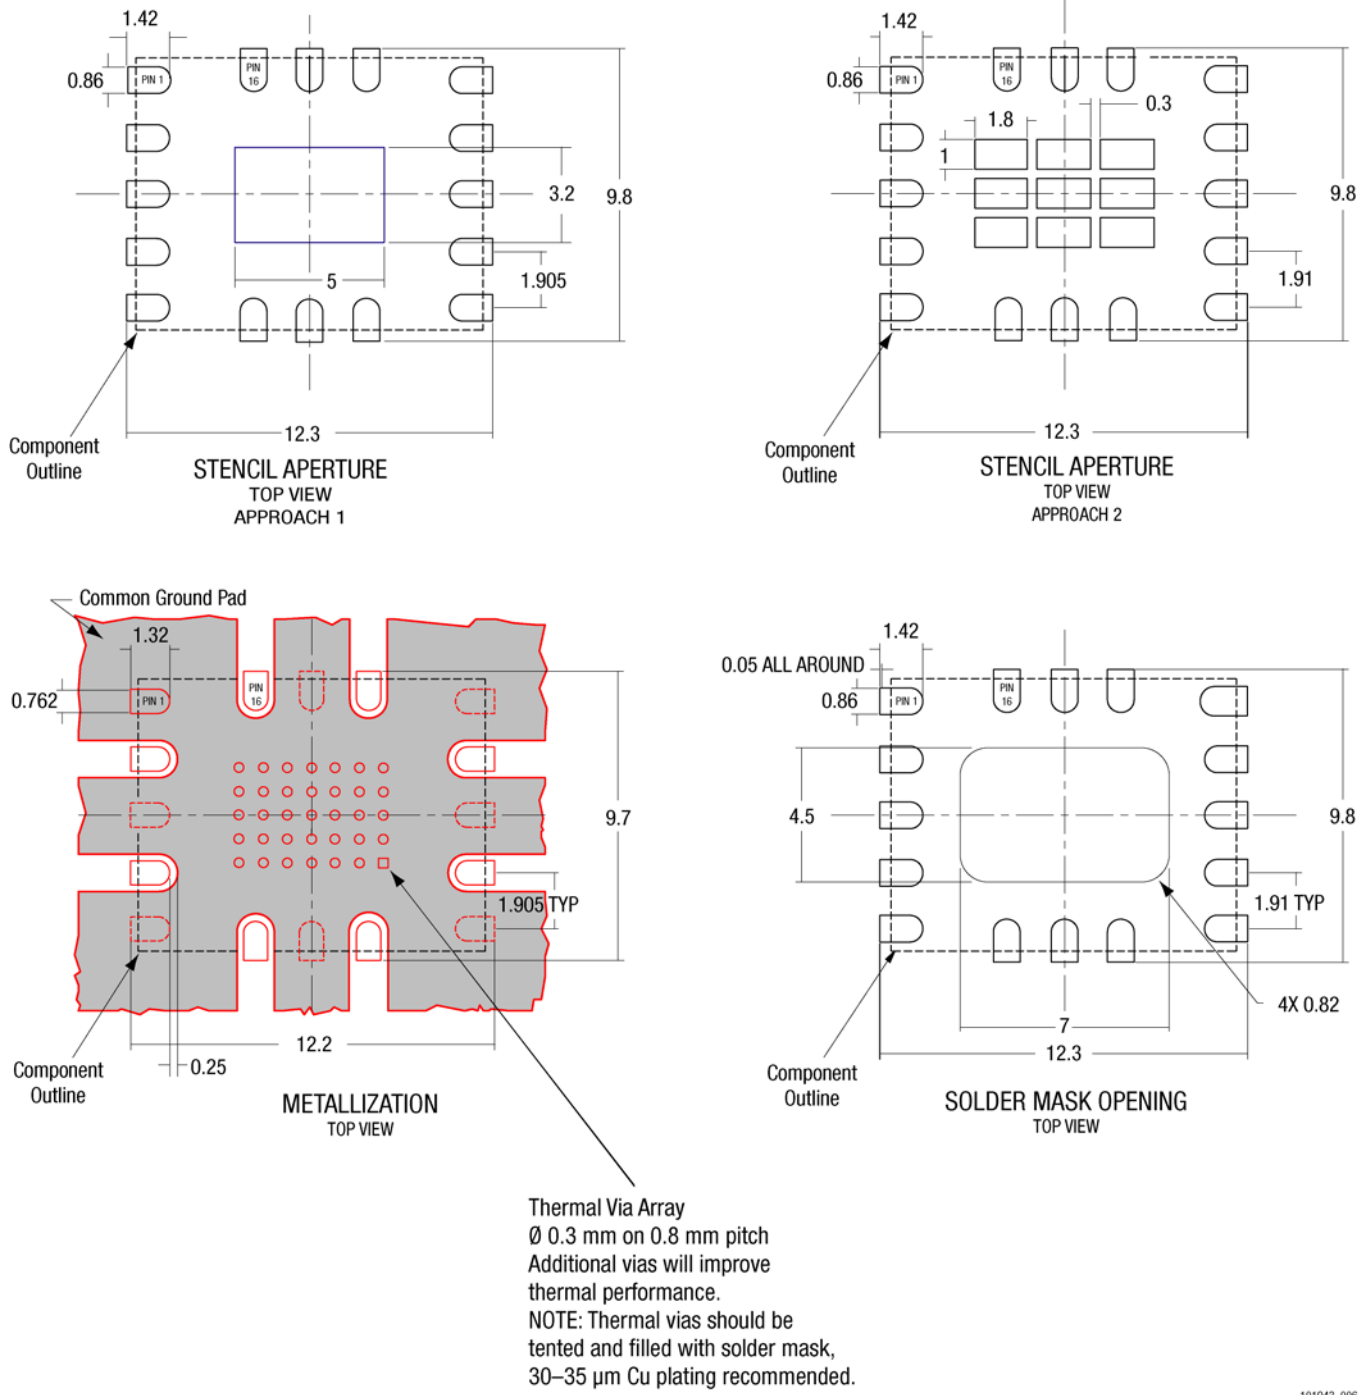 1.42
0.86
PIN 1
PIN
16
3.2
9.8
5
1.905
12.3
Component
Outline
STENCIL APERTURE
TOP VIEW
APPROACH 1
1.42
0.86
PIN 1
PIN
16
0.3
1.8
1
9.8
1.91
12.3
Component
Outline
STENCIL APERTURE
TOP VIEW
APPROACH 2
Common Ground Pad
1.32
0.762
PIN 1
PIN
16
9.7
1.905 TYP
12.2
0.25
Component
Outline
METALLIZATION
TOP VIEW
1.42
0.05 ALL AROUND
0.86
PIN 1
PIN
16
4.5
9.8
1.91 TYP
4X 0.82
7
12.3
Component
Outline
SOLDER MASK OPENING
TOP VIEW
Thermal Via Array
Ø 0.3 mm on 0.8 mm pitch
Additional vias will improve
thermal performance.
NOTE: Thermal vias should be
tented and filled with solder mask,
30–35 µm Cu plating recommended.